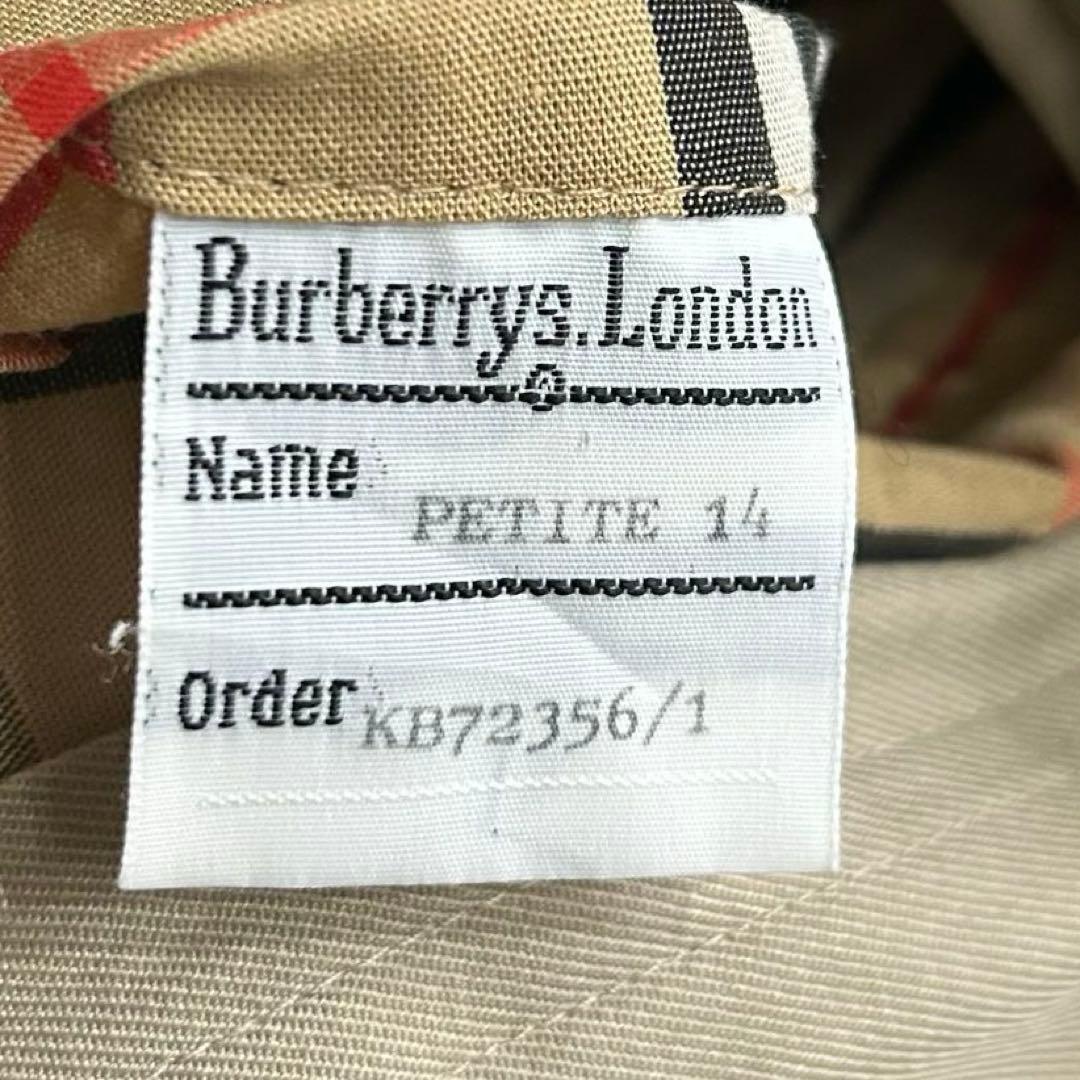 Burberrys.London
Name PETITE 14
Order KB72356/1